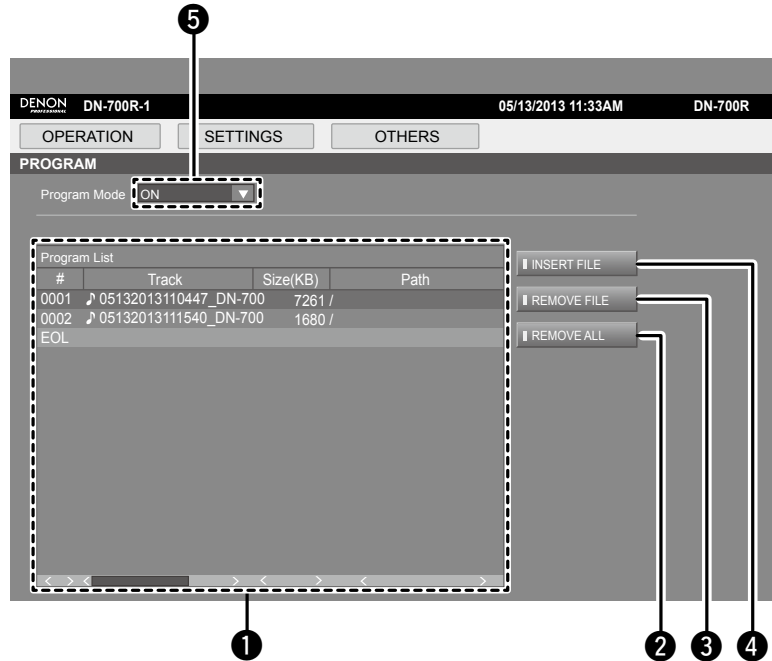 5
DENON PROFESSIONAL DN-700R-1 05/13/2013 11:33AM DN-700R
OPERATION SETTINGS OTHERS
PROGRAM
Program Mode ON
Program List
INSERT FILE
# Track Size(KB) Path
0001 ♪ 05132013110447_DN-700 7261 /
REMOVE FILE
0002 ♪ 05132013111540_DN-700 1680 /
EOL
REMOVE ALL
< > < > < > < >
1 2 3 4